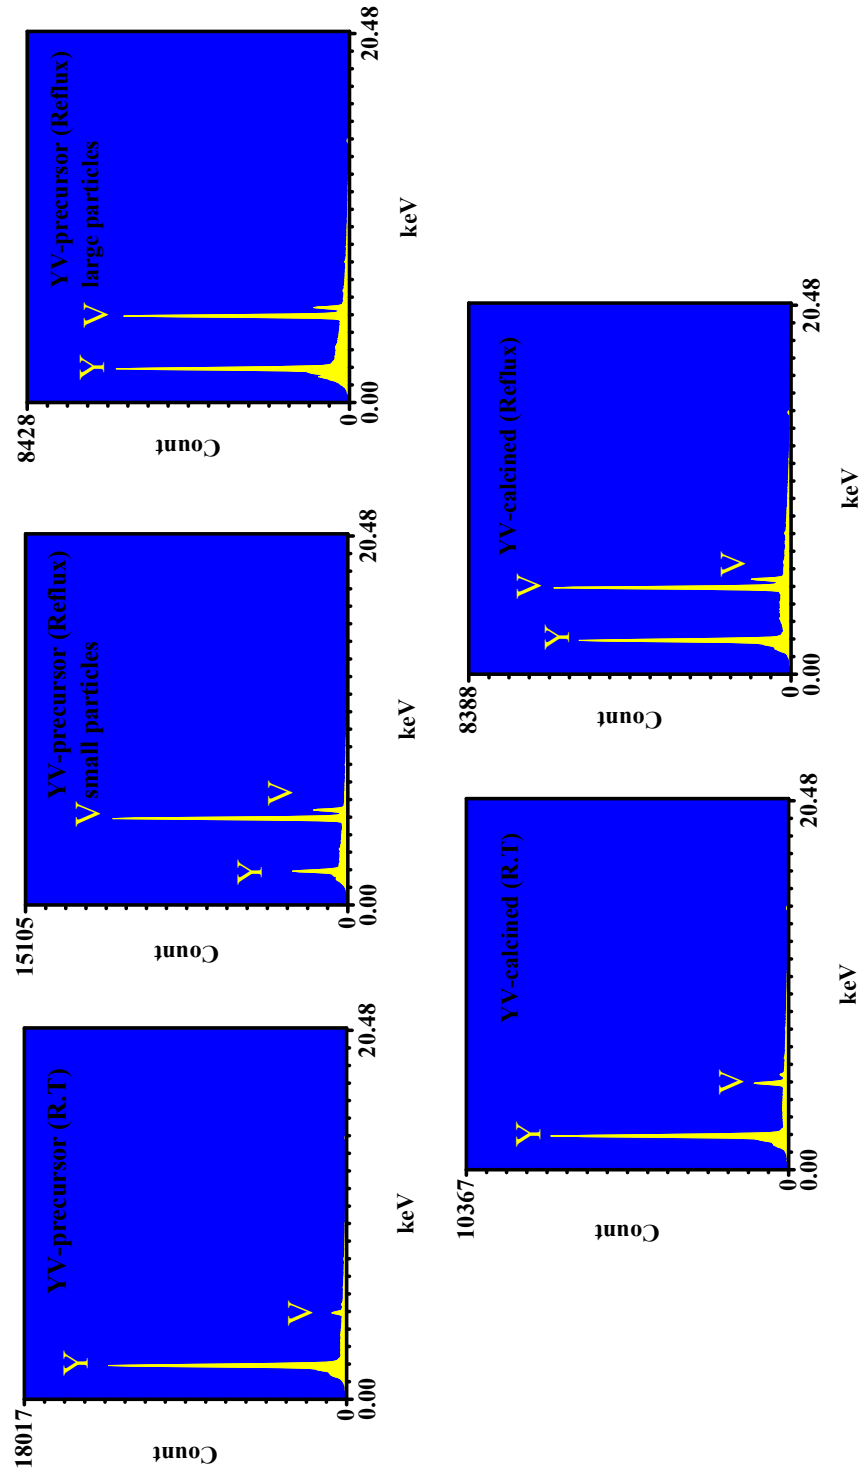 18017
YV-precursor (R.T)
Y
V
Count
0
0.00
20.48
keV
15105
YV-precursor (Reflux)
small particles
Y
V
V
Count
0
0.00
20.48
keV
8428
YV-precursor (Reflux)
large particles
Y
V
Count
0
0.00
20.48
keV
10367
YV-calcined (R.T)
Y
V
Count
0
0.00
20.48
keV
8388
YV-calcined (Reflux)
Y
V
V
Count
0
0.00
20.48
keV